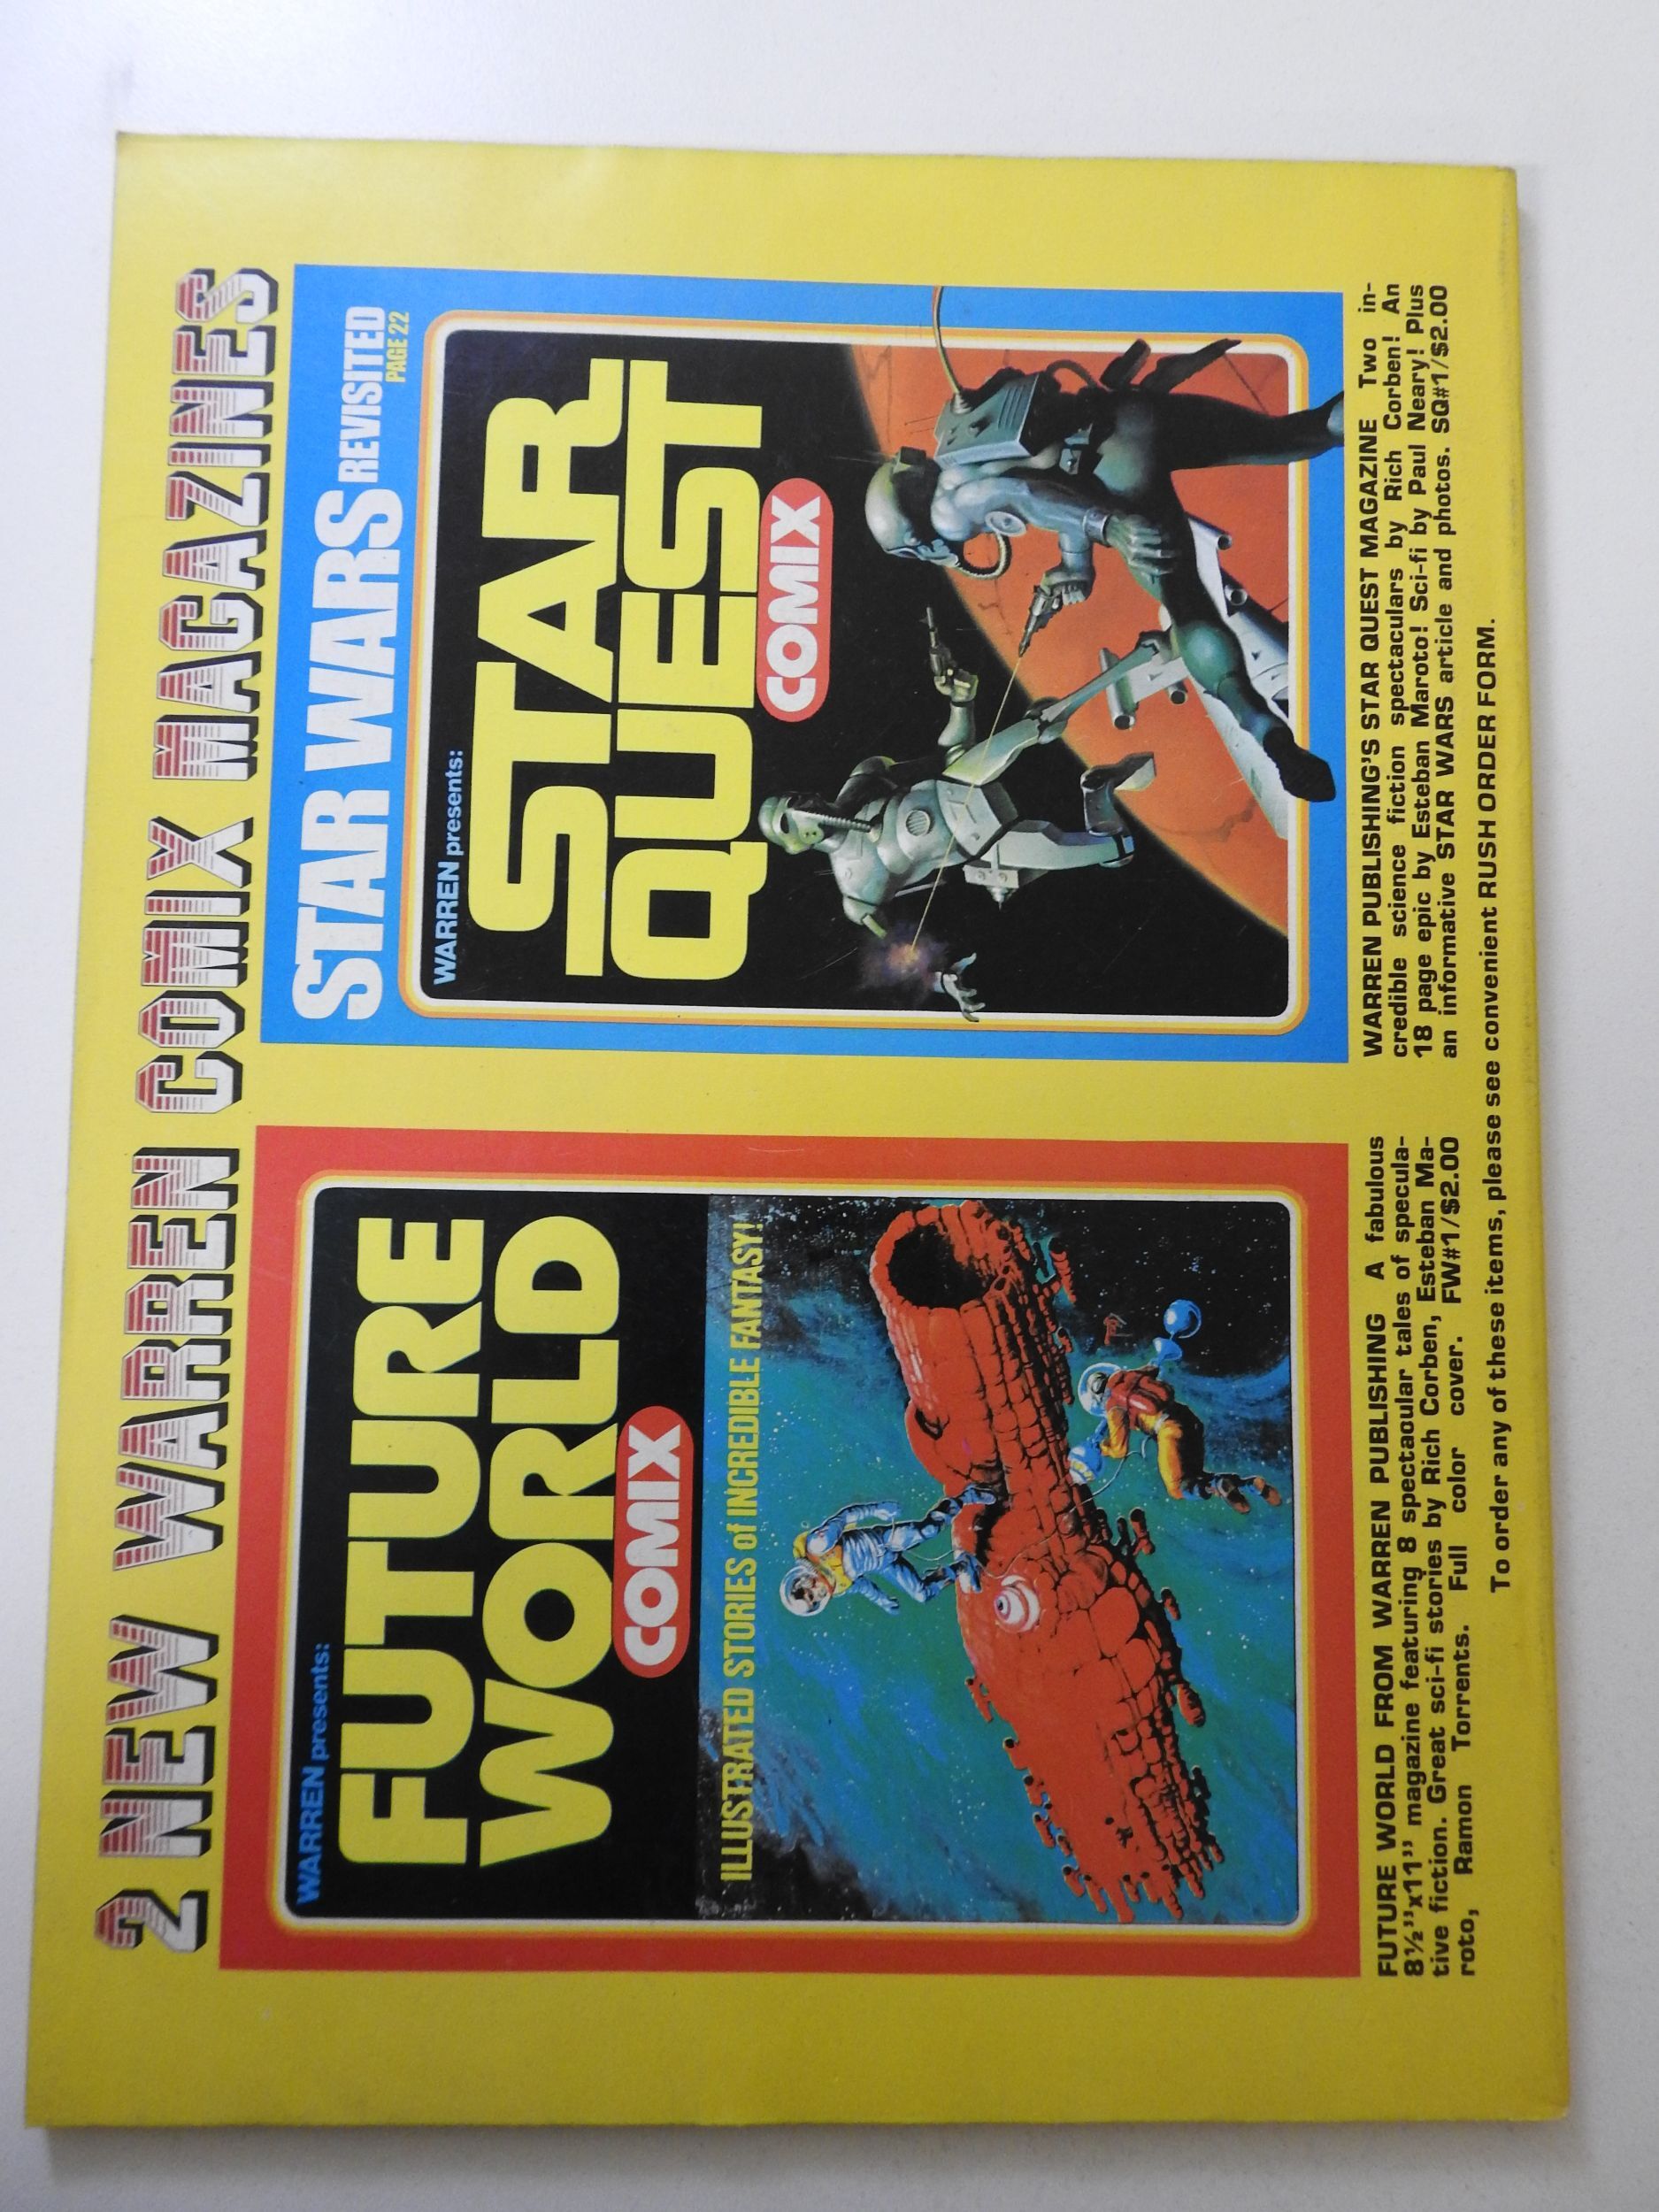 2 NEW WARREN COMIX MAGAZINES
WARREN presents:
FUTURE
WORLD
COMIX
ILLUSTRATED STORIES of INCREDIBLE FANTASY!
FUTURE WORLD FROM WARREN PUBLISHING A fabulous
8½"x11" magazine featuring 8 spectacular tales of specula-
tive fiction. Great sci-fi stories by Rich Corben, Esteban Ma-
roto, Ramon Torrents. Full color cover. FW#1/$2.00
STAR WARS REVISITED
PAGE 22
WARREN presents:
STAR
QUEST
COMIX
WARREN PUBLISHING'S STAR QUEST MAGAZINE Two in-
credible science fiction spectaculars by Rich Corben! An
18 page epic by Esteban Maroto! Sci-fi by Paul Neary! Plus
an informative STAR WARS article and photos. SQ#1/$2.00
To order any of these items, please see convenient RUSH ORDER FORM.